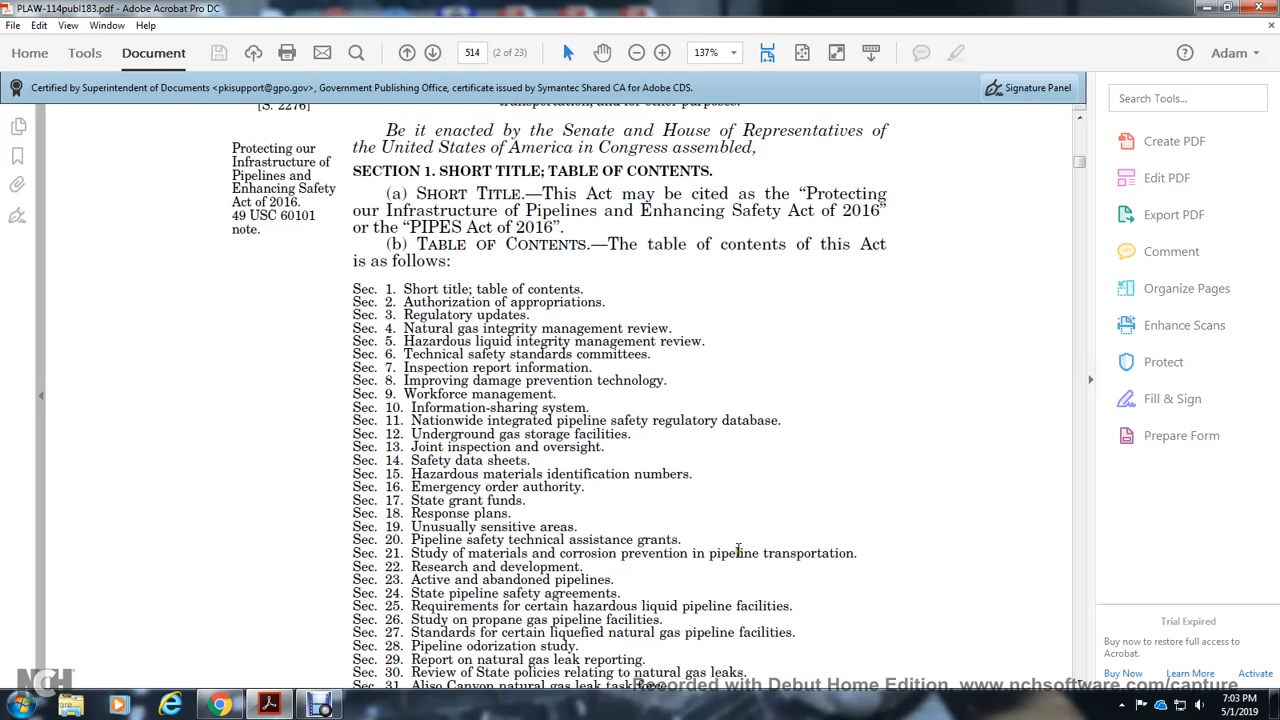 PLAW-114publ183.pdf - Adobe Acrobat Pro DC
File Edit View Window Help
Home Tools Document 514 (2 of 23) 137% Adam
Certified by Superintendent of Documents <pkisupport@gpo.gov>, Government Publishing Office, certificate issued by Symantec Shared CA for Adobe CDS.
Signature Panel
[S. 2276]
transportation, and for other purposes.
Be it enacted by the Senate and House of Representatives of
the United States of America in Congress assembled,
Protecting our
Infrastructure of
Pipelines and
Enhancing Safety
Act of 2016.
49 USC 60101
note.
SECTION 1. SHORT TITLE; TABLE OF CONTENTS.
(a) SHORT TITLE.—This Act may be cited as the “Protecting
our Infrastructure of Pipelines and Enhancing Safety Act of 2016”
or the “PIPES Act of 2016”.
(b) TABLE OF CONTENTS.—The table of contents of this Act
is as follows:
Sec. 1. Short title; table of contents.
Sec. 2. Authorization of appropriations.
Sec. 3. Regulatory updates.
Sec. 4. Natural gas integrity management review.
Sec. 5. Hazardous liquid integrity management review.
Sec. 6. Technical safety standards committees.
Sec. 7. Inspection report information.
Sec. 8. Improving damage prevention technology.
Sec. 9. Workforce management.
Sec. 10. Information-sharing system.
Sec. 11. Nationwide integrated pipeline safety regulatory database.
Sec. 12. Underground gas storage facilities.
Sec. 13. Joint inspection and oversight.
Sec. 14. Safety data sheets.
Sec. 15. Hazardous materials identification numbers.
Sec. 16. Emergency order authority.
Sec. 17. State grant funds.
Sec. 18. Response plans.
Sec. 19. Unusually sensitive areas.
Sec. 20. Pipeline safety technical assistance grants.
Sec. 21. Study of materials and corrosion prevention in pipeline transportation.
Sec. 22. Research and development.
Sec. 23. Active and abandoned pipelines.
Sec. 24. State pipeline safety agreements.
Sec. 25. Requirements for certain hazardous liquid pipeline facilities.
Sec. 26. Study on propane gas pipeline facilities.
Sec. 27. Standards for certain liquefied natural gas pipeline facilities.
Sec. 28. Pipeline odorization study.
Sec. 29. Report on natural gas leak reporting.
Sec. 30. Review of State policies relating to natural gas leaks.
Sec. 31. Aliso Canyon natural gas leak task force.
Search Tools...
Create PDF
Edit PDF
Export PDF
Comment
Organize Pages
Enhance Scans
Protect
Fill & Sign
Prepare Form
Trial Expired
Buy now to restore full access to
Acrobat.
Buy Now Learn More Activate
NCH
Recorded with Debut Home Edition. www.nchsoftware.com/capture
7:03 PM
5/1/2019